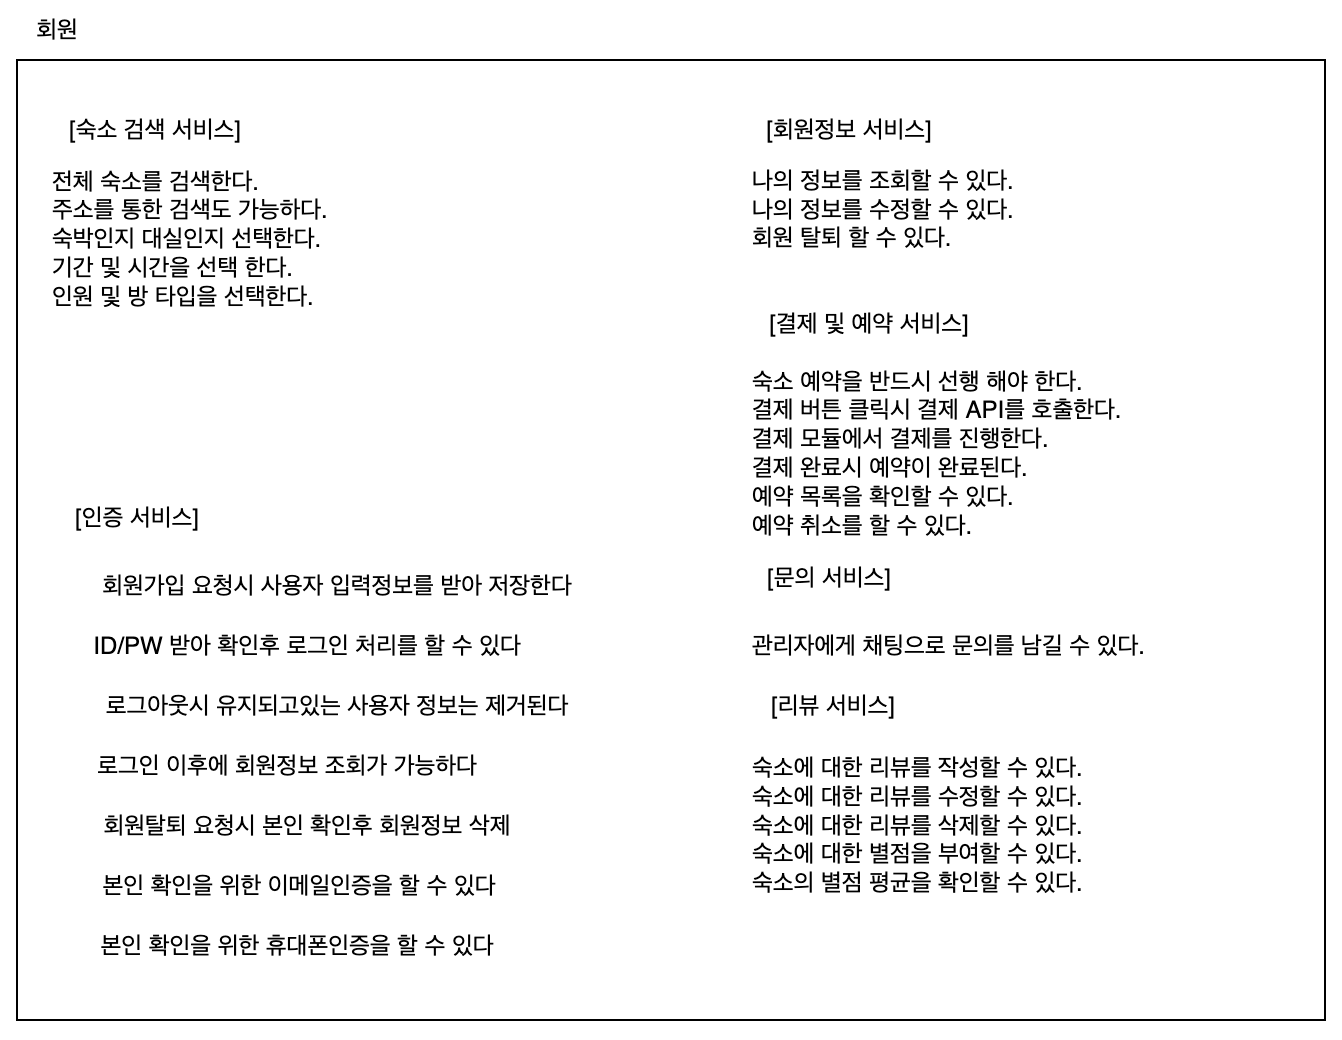 회원
[숙소 검색 서비스]
전체 숙소를 검색한다.
주소를 통한 검색도 가능하다.
숙박인지 대실인지 선택한다.
기간 및 시간을 선택 한다.
인원 및 방 타입을 선택한다.
[인증 서비스]
회원가입 요청시 사용자 입력정보를 받아 저장한다
ID/PW 받아 확인후 로그인 처리를 할 수 있다
로그아웃시 유지되고있는 사용자 정보는 제거된다
로그인 이후에 회원정보 조회가 가능하다
회원탈퇴 요청시 본인 확인후 회원정보 삭제
본인 확인을 위한 이메일인증을 할 수 있다
본인 확인을 위한 휴대폰인증을 할 수 있다
[회원정보 서비스]
나의 정보를 조회할 수 있다.
나의 정보를 수정할 수 있다.
회원 탈퇴 할 수 있다.
[결제 및 예약 서비스]
숙소 예약을 반드시 선행 해야 한다.
결제 버튼 클릭시 결제 API를 호출한다.
결제 모듈에서 결제를 진행한다.
결제 완료시 예약이 완료된다.
예약 목록을 확인할 수 있다.
예약 취소를 할 수 있다.
[문의 서비스]
관리자에게 채팅으로 문의를 남길 수 있다.
[리뷰 서비스]
숙소에 대한 리뷰를 작성할 수 있다.
숙소에 대한 리뷰를 수정할 수 있다.
숙소에 대한 리뷰를 삭제할 수 있다.
숙소에 대한 별점을 부여할 수 있다.
숙소의 별점 평균을 확인할 수 있다.